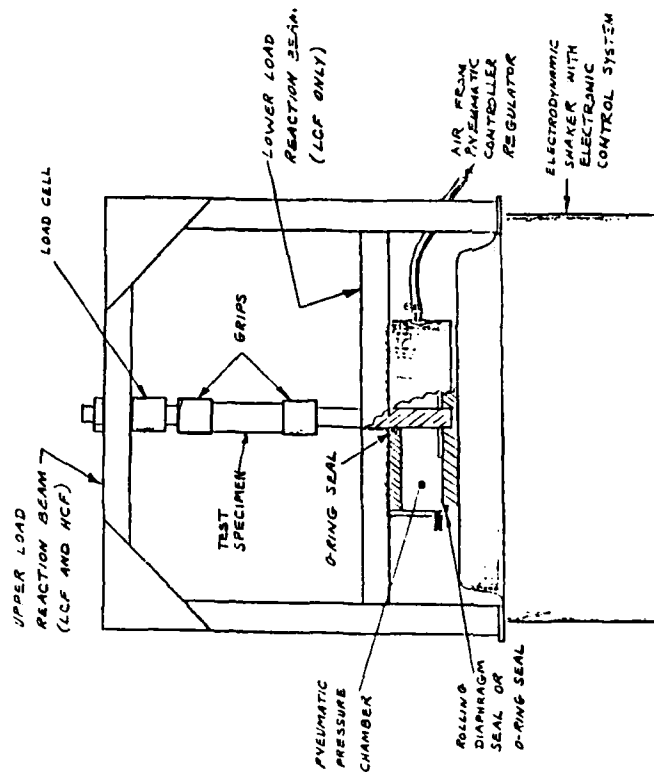 UPPER LOAD
REACTION BEAM
(LCF AND HCF)
LOAD CELL
GRIPS
TEST
SPECIMEN
O-RING SEAL
LOWER LOAD
REACTION BEAM.
(LCF ONLY)
AIR FROM
PNEUMATIC
CONTROLLER
REGULATOR
PNEUMATIC
PRESSURE
CHAMBER
ROLLING
DIAPHRAGM
SEAL OR
O-RING SEAL
ELECTRODYNAMIC
SHAKER WITH
ELECTRONIC
CONTROL SYSTEM